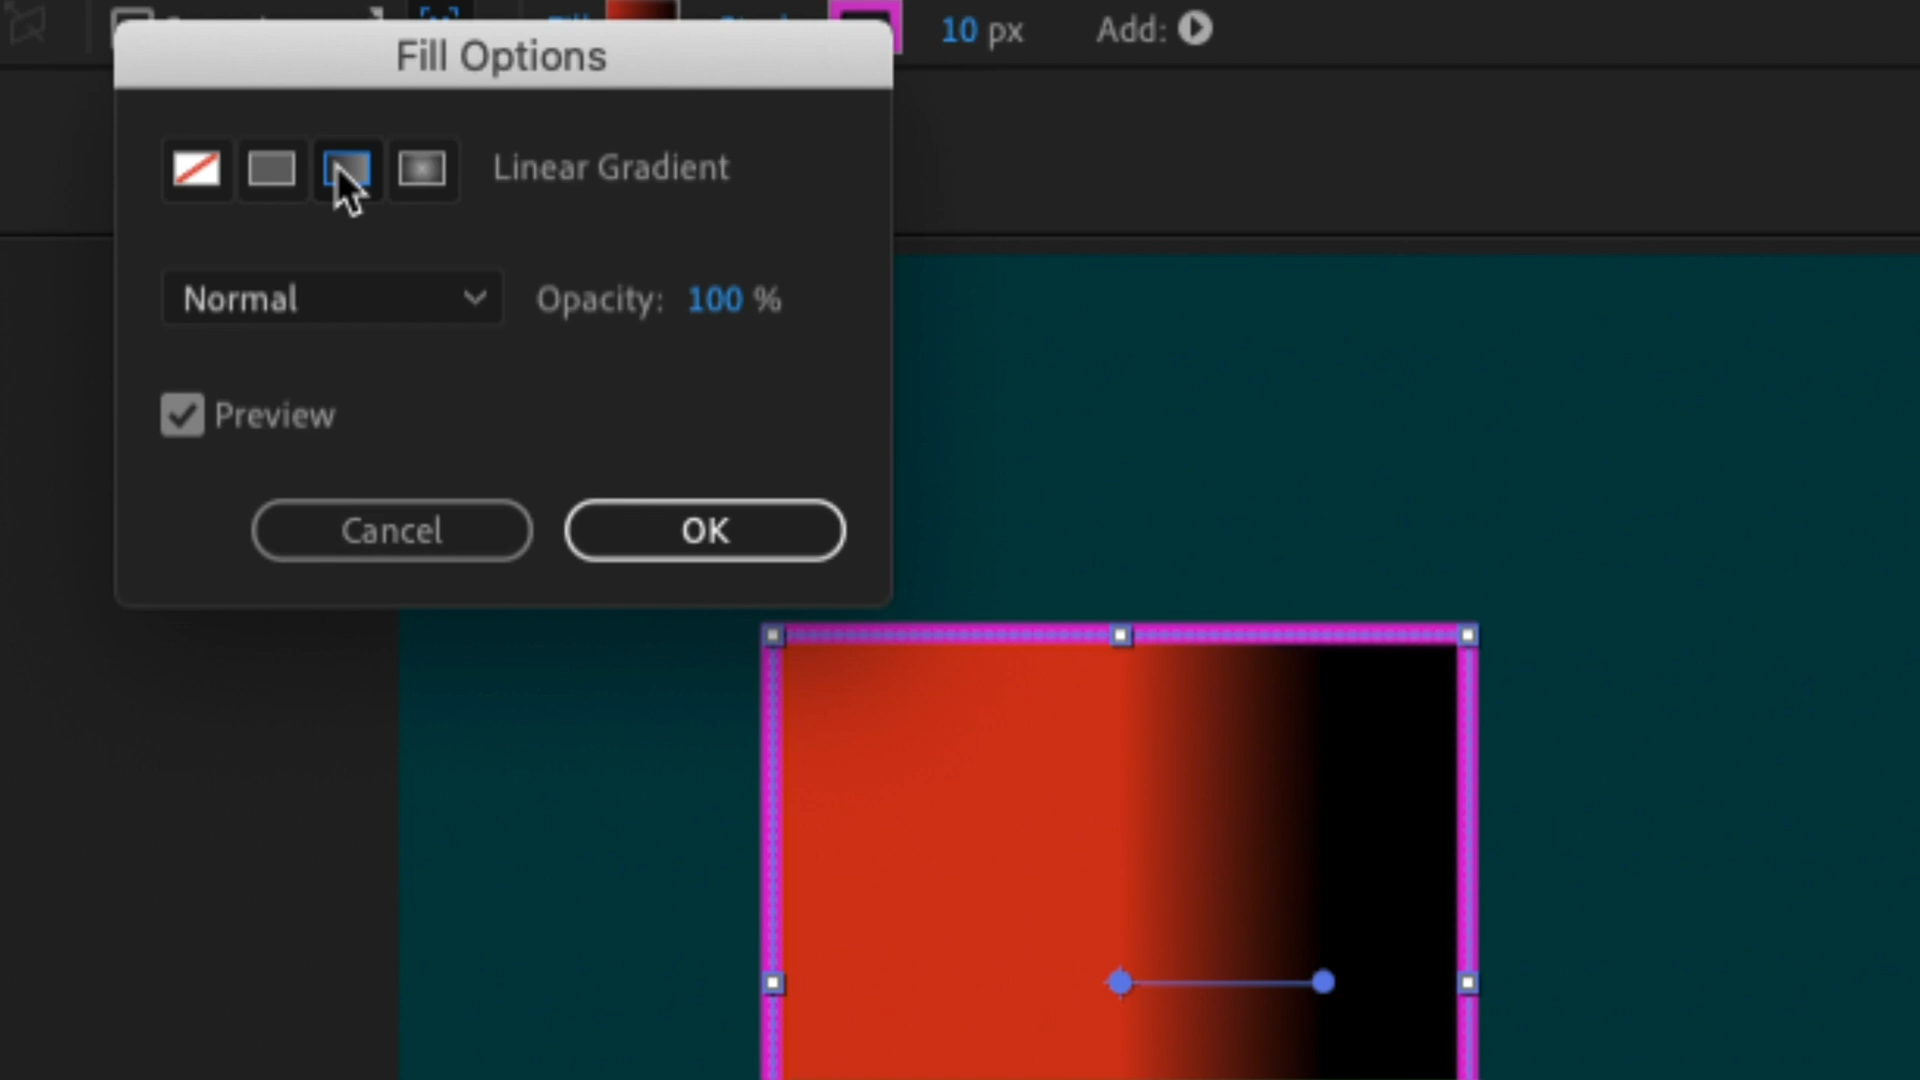 10 px Add:
Fill Options
Linear Gradient
Normal Opacity: 100 %
Preview
Cancel OK